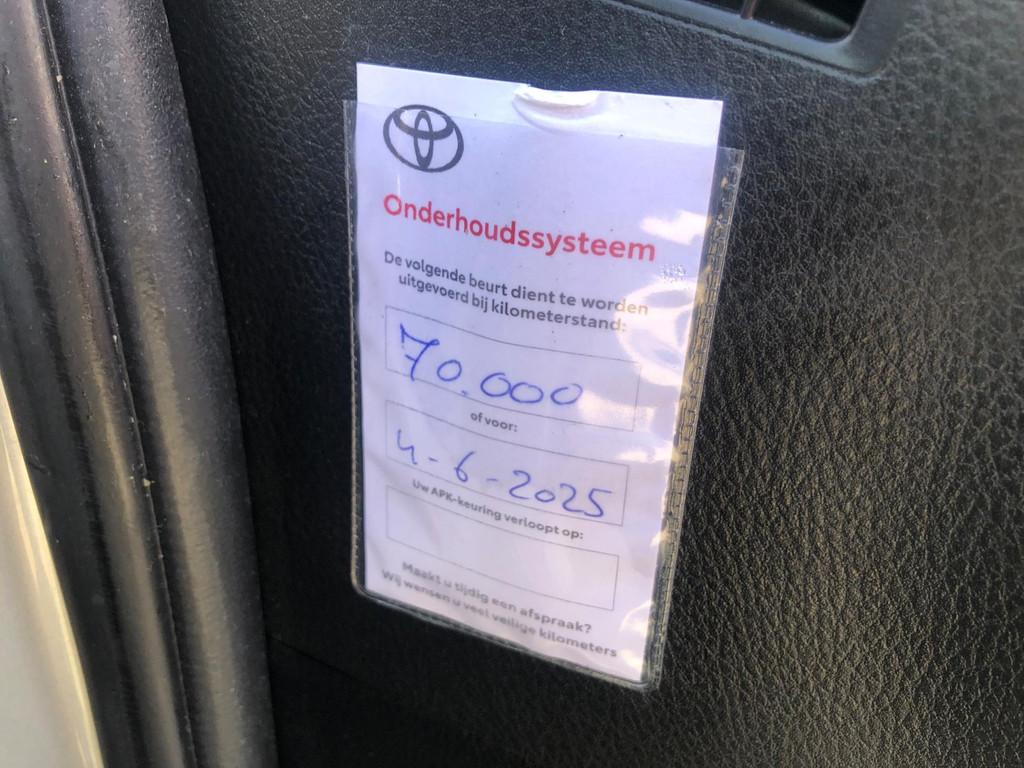 Onderhoudssysteem
De volgende beurt dient te worden
uitgevoerd bij kilometerstand:
70.000
of voor:
4-6-2025
Uw APK-keuring verloopt op:
Maakt u tijdig een afspraak?
Wij wensen u veel veilige kilometers